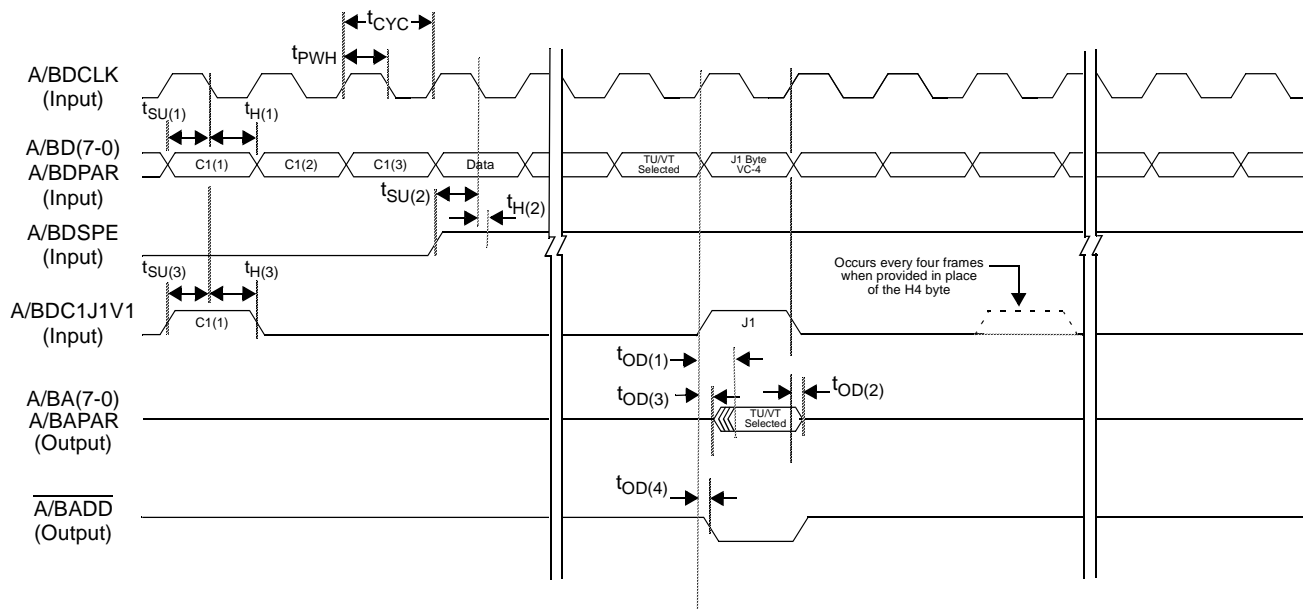 tCYC
tPWH
A/BDCLK
(Input)
tSU(1)
tH(1)
A/BD(7-0)
A/BDPAR
(Input)
C1(1)
C1(2)
C1(3)
Data
TU/VT
Selected
J1 Byte
VC-4
tSU(2)
tH(2)
A/BDSPE
(Input)
tSU(3)
tH(3)
Occurs every four frames
when provided in place
of the H4 byte
A/BDC1J1V1
(Input)
C1(1)
J1
tOD(1)
tOD(3)
tOD(2)
A/BA(7-0)
A/BAPAR
(Output)
TU/VT
Selected
tOD(4)
A/BADD
(Output)